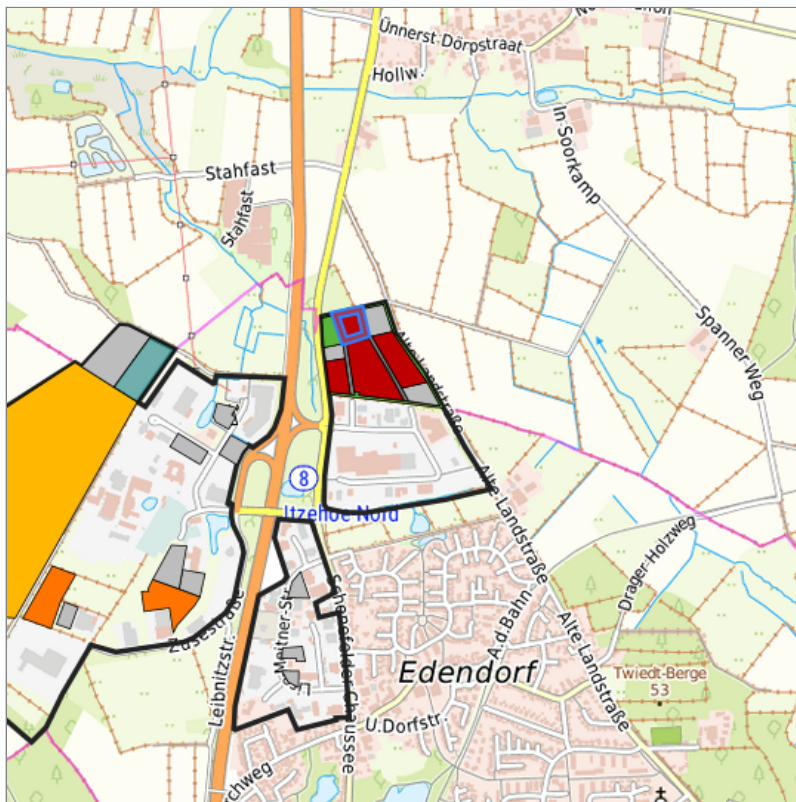 Ünnerst-Dörpstraat
Hollw.
In-Soorkamp
Stahfast
Stahfast
Spanner-Weg
Alte-Landstraße
8
Itzehoe Nord
Alte-Landstraße
Drager-Holzweg
Zusestraße
Leibnitzstr.
Meitner-Str.
Schenefelder-Chaussee
A.d.Bahn
Alte-Landstraße
Edendorf
Twiedt-Berge
53
U.Dorfstr.